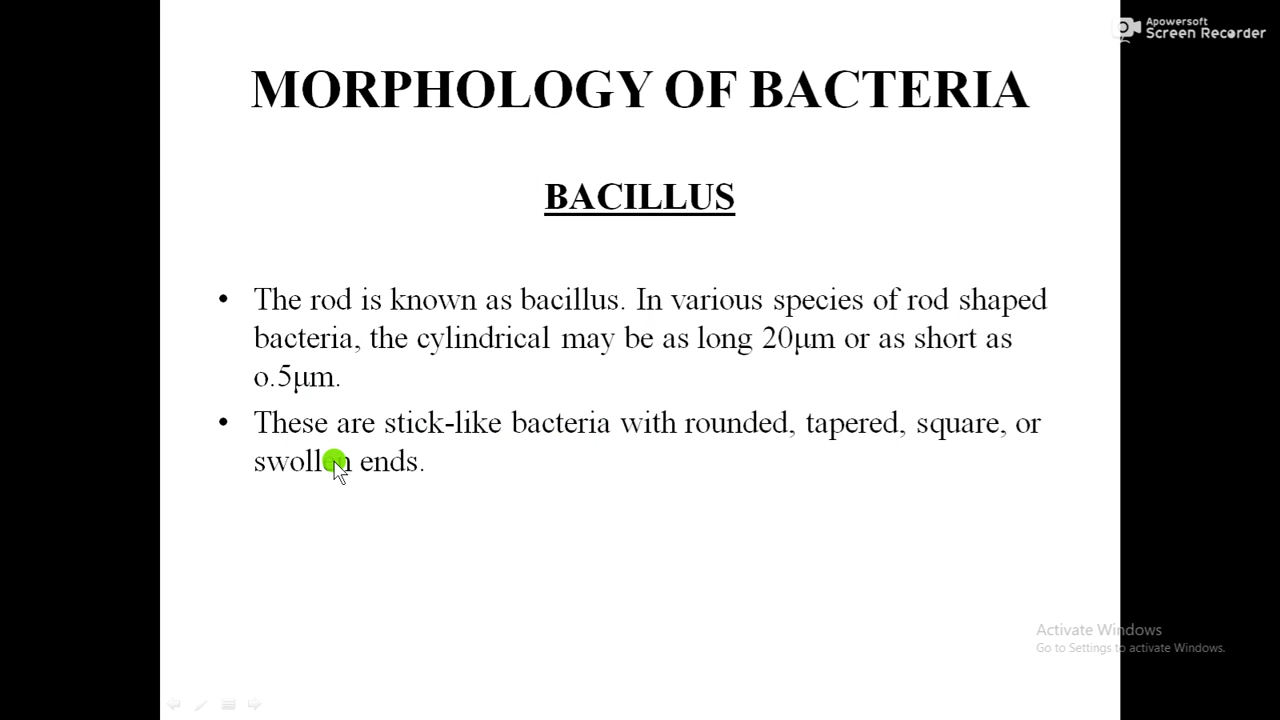 Apowersoft
Screen Recorder
MORPHOLOGY OF BACTERIA
BACILLUS
• The rod is known as bacillus. In various species of rod shaped
bacteria, the cylindrical may be as long 20μm or as short as
o.5μm.
• These are stick-like bacteria with rounded, tapered, square, or
swollen ends.
Activate Windows
Go to Settings to activate Windows.